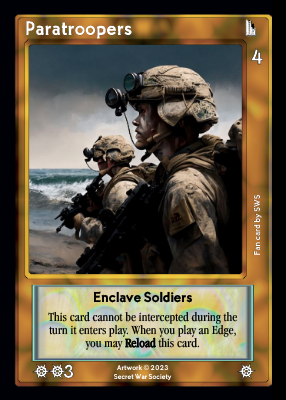 Paratroopers
4
Fan card by SWS
Enclave Soldiers
This card cannot be intercepted during the
turn it enters play. When you play an Edge,
you may Reload this card.
3
Artwork © 2023
Secret War Society